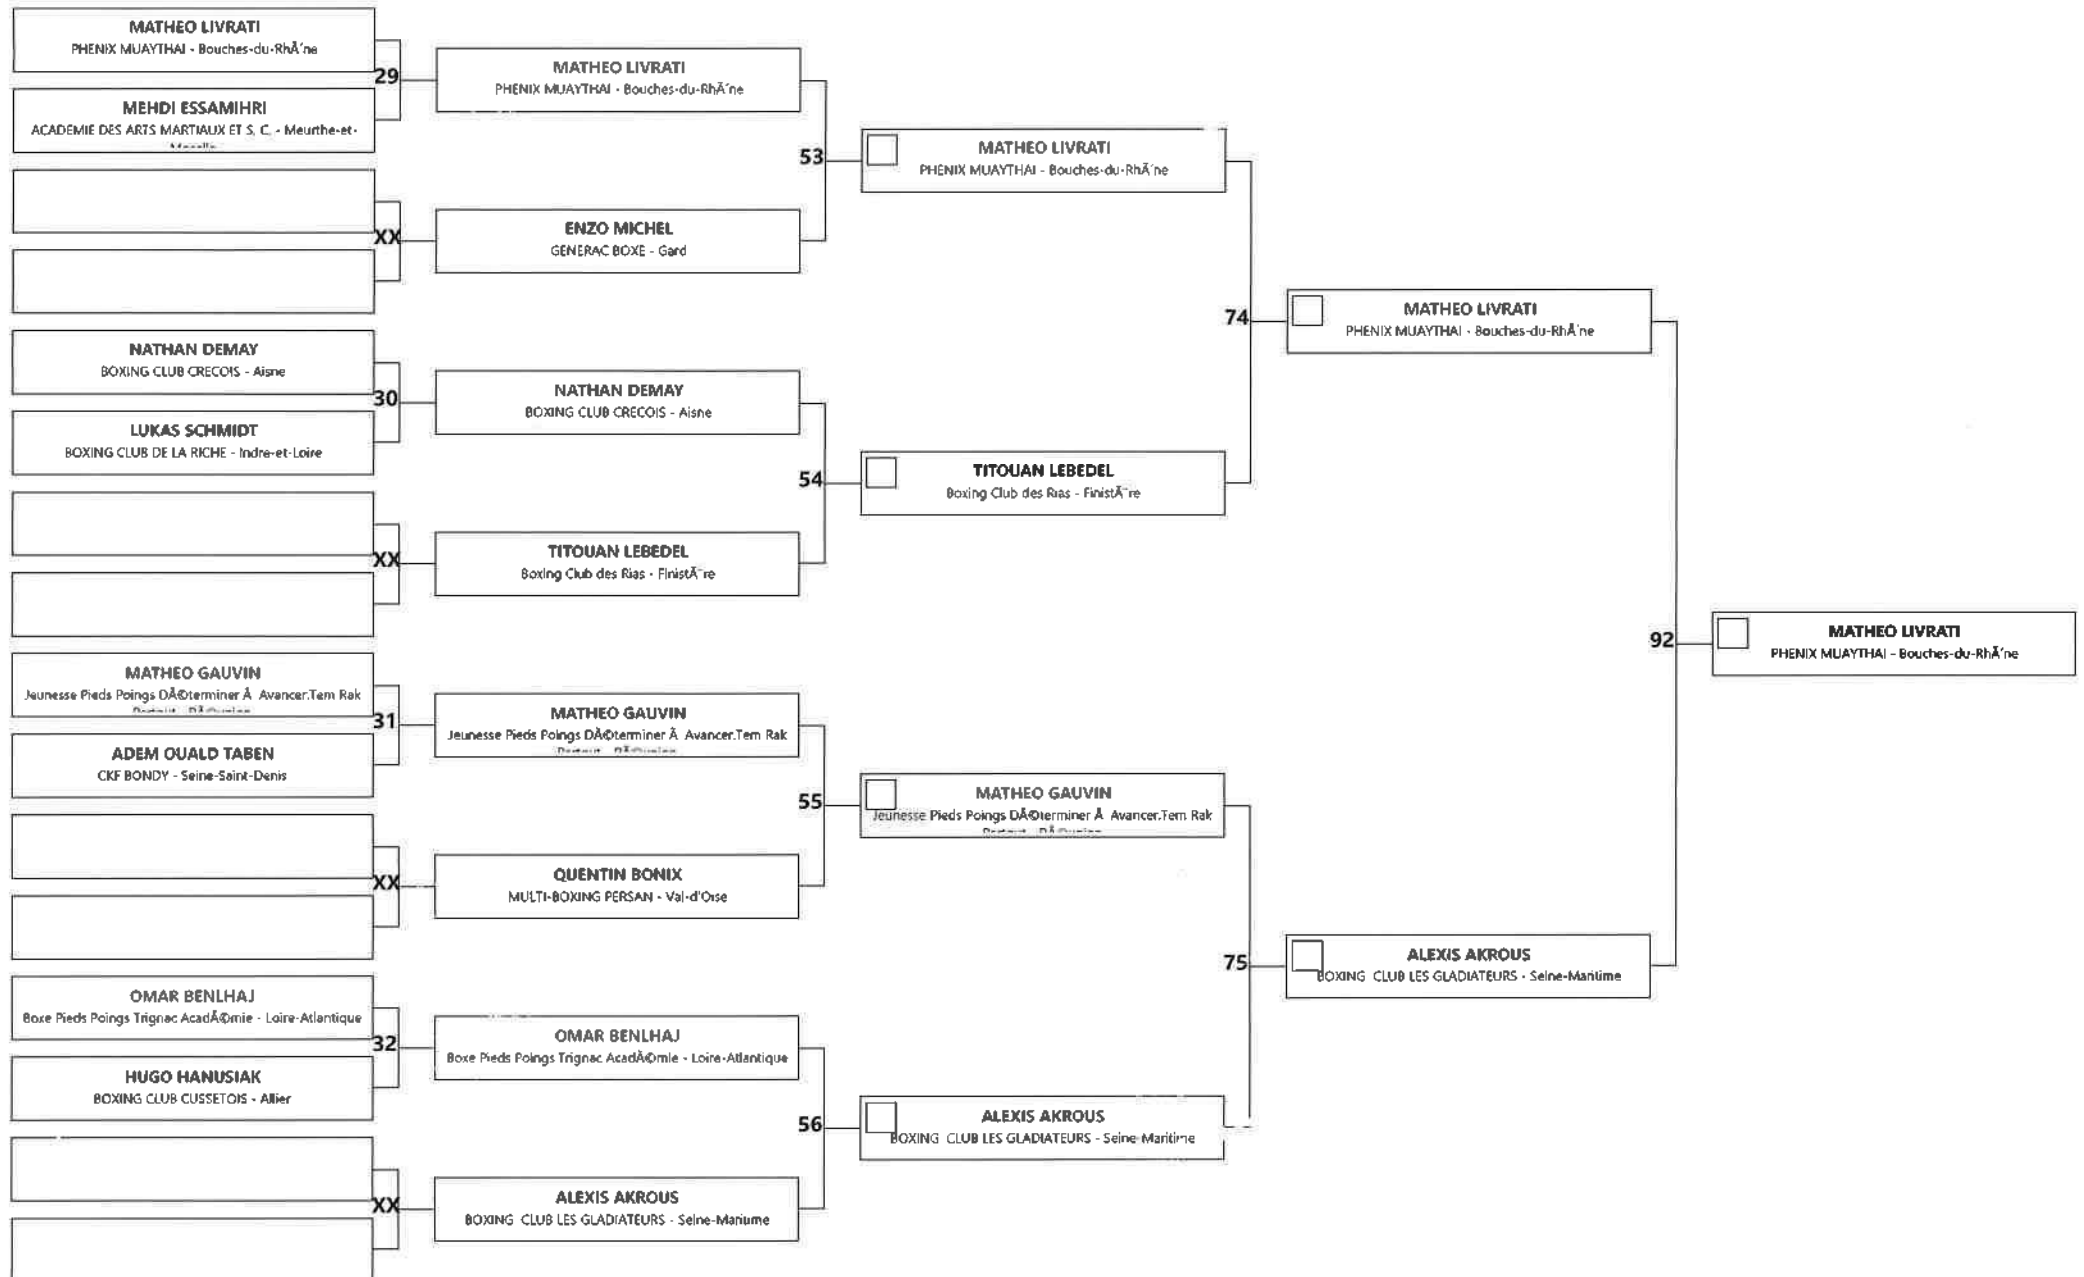 MATHEO LIVRATI
PHENIX MUAYTHAI - Bouches-du-RhÃ´ne
29
MEHDI ESSAMIHRI
ACADEMIE DES ARTS MARTIAUX ET S. C. - Meurthe-et-
XX
NATHAN DEMAY
BOXING CLUB CRECOIS - Aisne
30
LUKAS SCHMIDT
BOXING CLUB DE LA RICHE - Indre-et-Loire
XX
MATHEO GAUVIN
Jeunesse Pieds Poings DÃ©terminer Ã Avancer.Tem Rak
31
ADEM OUALD TABEN
CKF BONDY - Seine-Saint-Denis
XX
OMAR BENLHAJ
Boxe Pieds Poings Trignac AcadÃ©mie - Loire-Atlantique
32
HUGO HANUSIAK
BOXING CLUB CUSSETOIS - Allier
XX
MATHEO LIVRATI
PHENIX MUAYTHAI - Bouches-du-RhÃ´ne
53
ENZO MICHEL
GENERAC BOXE - Gard
NATHAN DEMAY
BOXING CLUB CRECOIS - Aisne
54
TITOUAN LEBEDEL
Boxing Club des Rias - FinistÃ¨re
MATHEO GAUVIN
Jeunesse Pieds Poings DÃ©terminer Ã Avancer.Tem Rak
55
QUENTIN BONIX
MULTI-BOXING PERSAN - Val-d'Oise
OMAR BENLHAJ
Boxe Pieds Poings Trignac AcadÃ©mie - Loire-Atlantique
56
ALEXIS AKROUS
BOXING CLUB LES GLADIATEURS - Seine-Maritime
MATHEO LIVRATI
PHENIX MUAYTHAI - Bouches-du-RhÃ´ne
74
TITOUAN LEBEDEL
Boxing Club des Rias - FinistÃ¨re
MATHEO GAUVIN
Jeunesse Pieds Poings DÃ©terminer Ã Avancer.Tem Rak
75
ALEXIS AKROUS
BOXING CLUB LES GLADIATEURS - Seine-Maritime
MATHEO LIVRATI
PHENIX MUAYTHAI - Bouches-du-RhÃ´ne
92
ALEXIS AKROUS
BOXING CLUB LES GLADIATEURS - Seine-Maritime
MATHEO LIVRATI
PHENIX MUAYTHAI - Bouches-du-RhÃ´ne